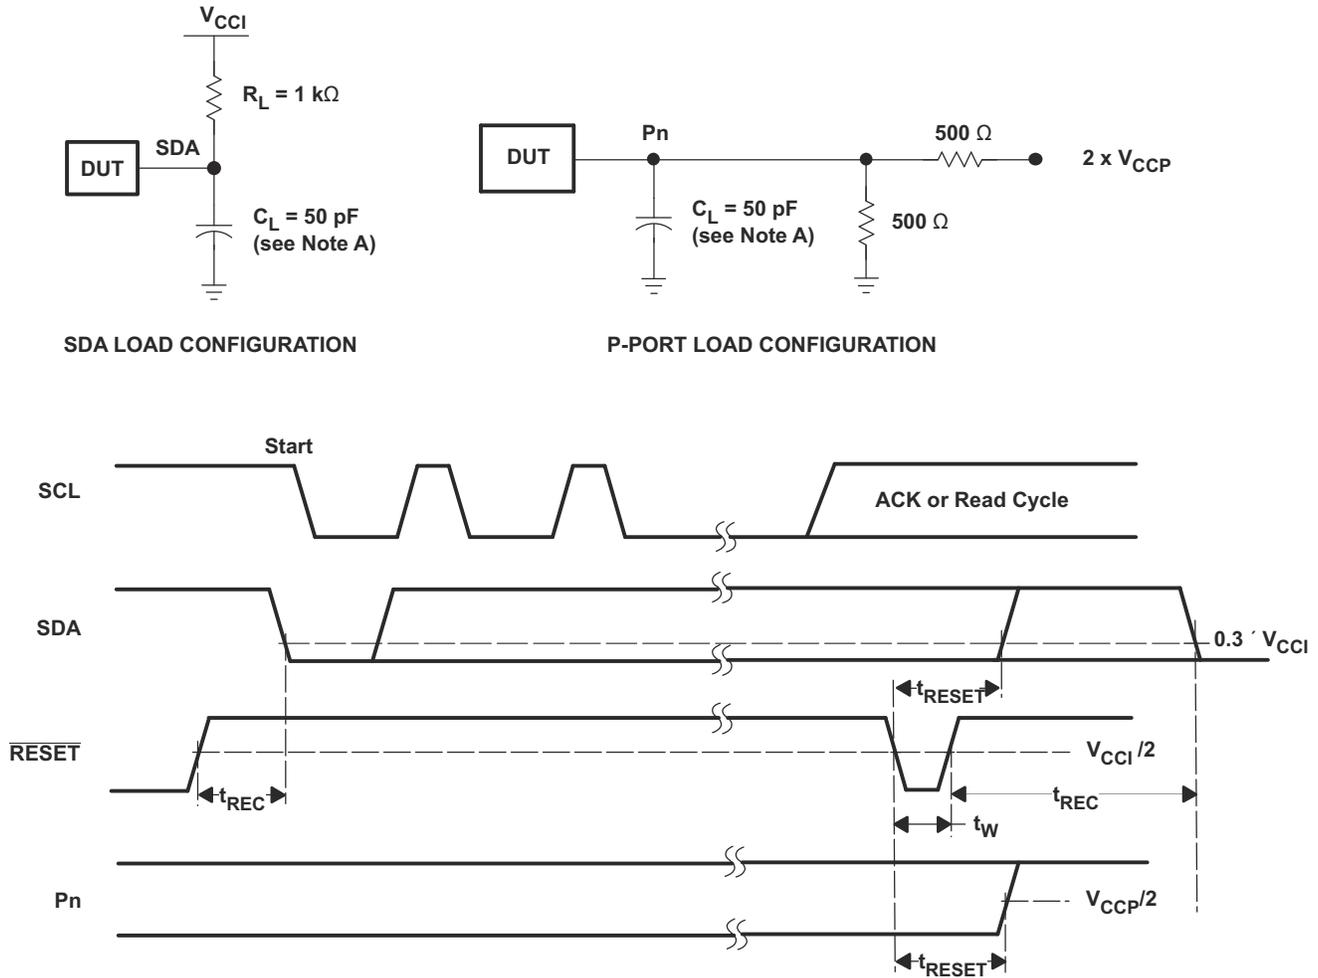 VCCI
RL = 1 kΩ
DUT
SDA
CL = 50 pF
(see Note A)
SDA LOAD CONFIGURATION
DUT
Pn
500 Ω
2 x VCCP
CL = 50 pF
(see Note A)
500 Ω
P-PORT LOAD CONFIGURATION
Start
SCL
ACK or Read Cycle
SDA
0.3 ´ VCCI
tRESET
RESET
VCCI /2
tREC
tREC
tW
Pn
VCCP/2
tRESET